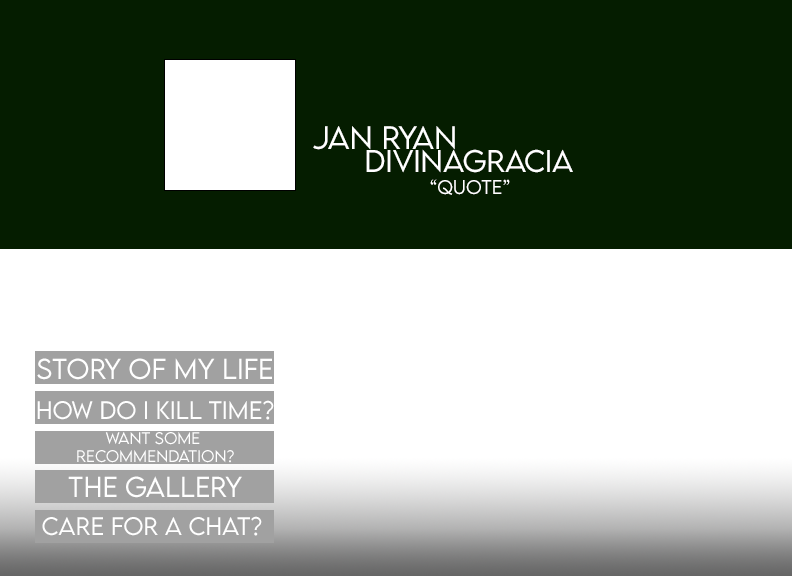 JAN RYAN
DIVINAGRACIA
“QUOTE”
STORY OF MY LIFE
HOW DO I KILL TIME?
WANT SOME
RECOMMENDATION?
THE GALLERY
CARE FOR A CHAT?